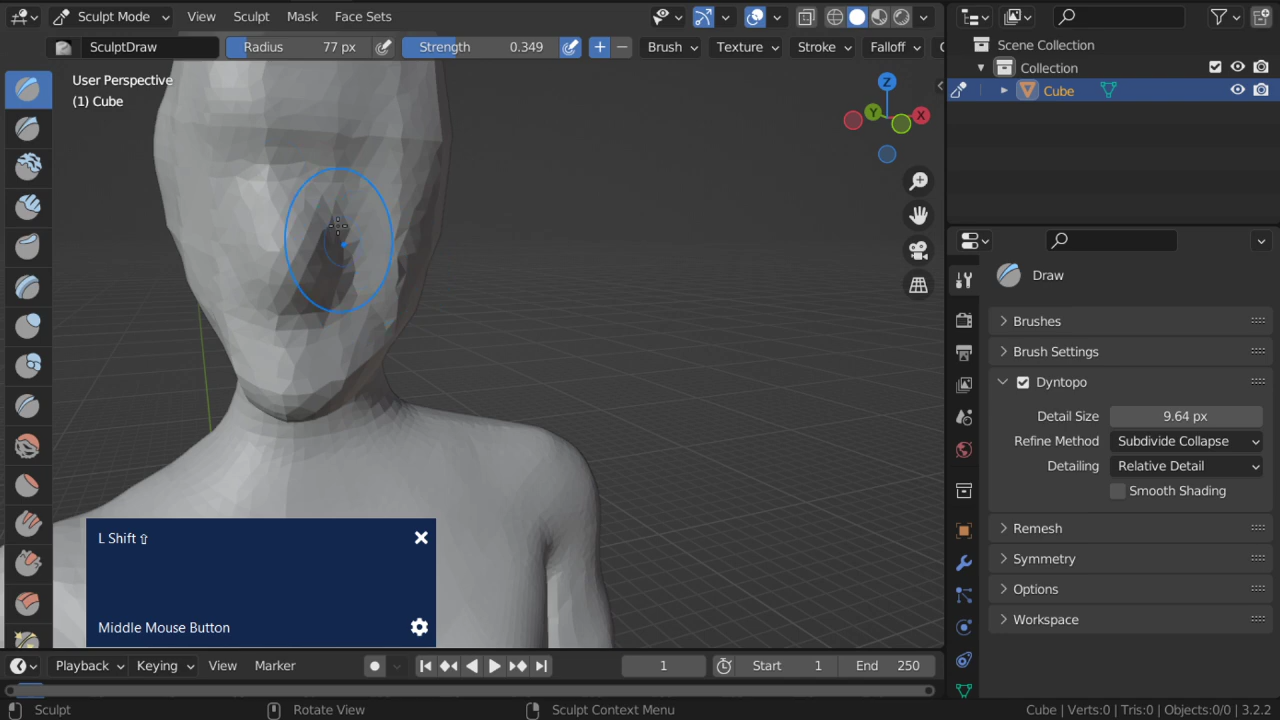 Sculpt Mode View Sculpt Mask Face Sets
SculptDraw Radius 77 px Strength 0.349 + − Brush Texture Stroke Falloff
User Perspective
(1) Cube
Z
Y
X
Scene Collection
Collection
Cube
Draw
Brushes
Brush Settings
Dyntopo
Detail Size 9.64 px
Refine Method Subdivide Collapse
Detailing Relative Detail
Smooth Shading
Remesh
Symmetry
Options
Workspace
L Shift ⇧
Middle Mouse Button
Playback Keying View Marker 1 Start 1 End 250
Sculpt Rotate View Sculpt Context Menu Cube | Verts:0 | Tris:0 | Objects:0/0 | 3.2.2